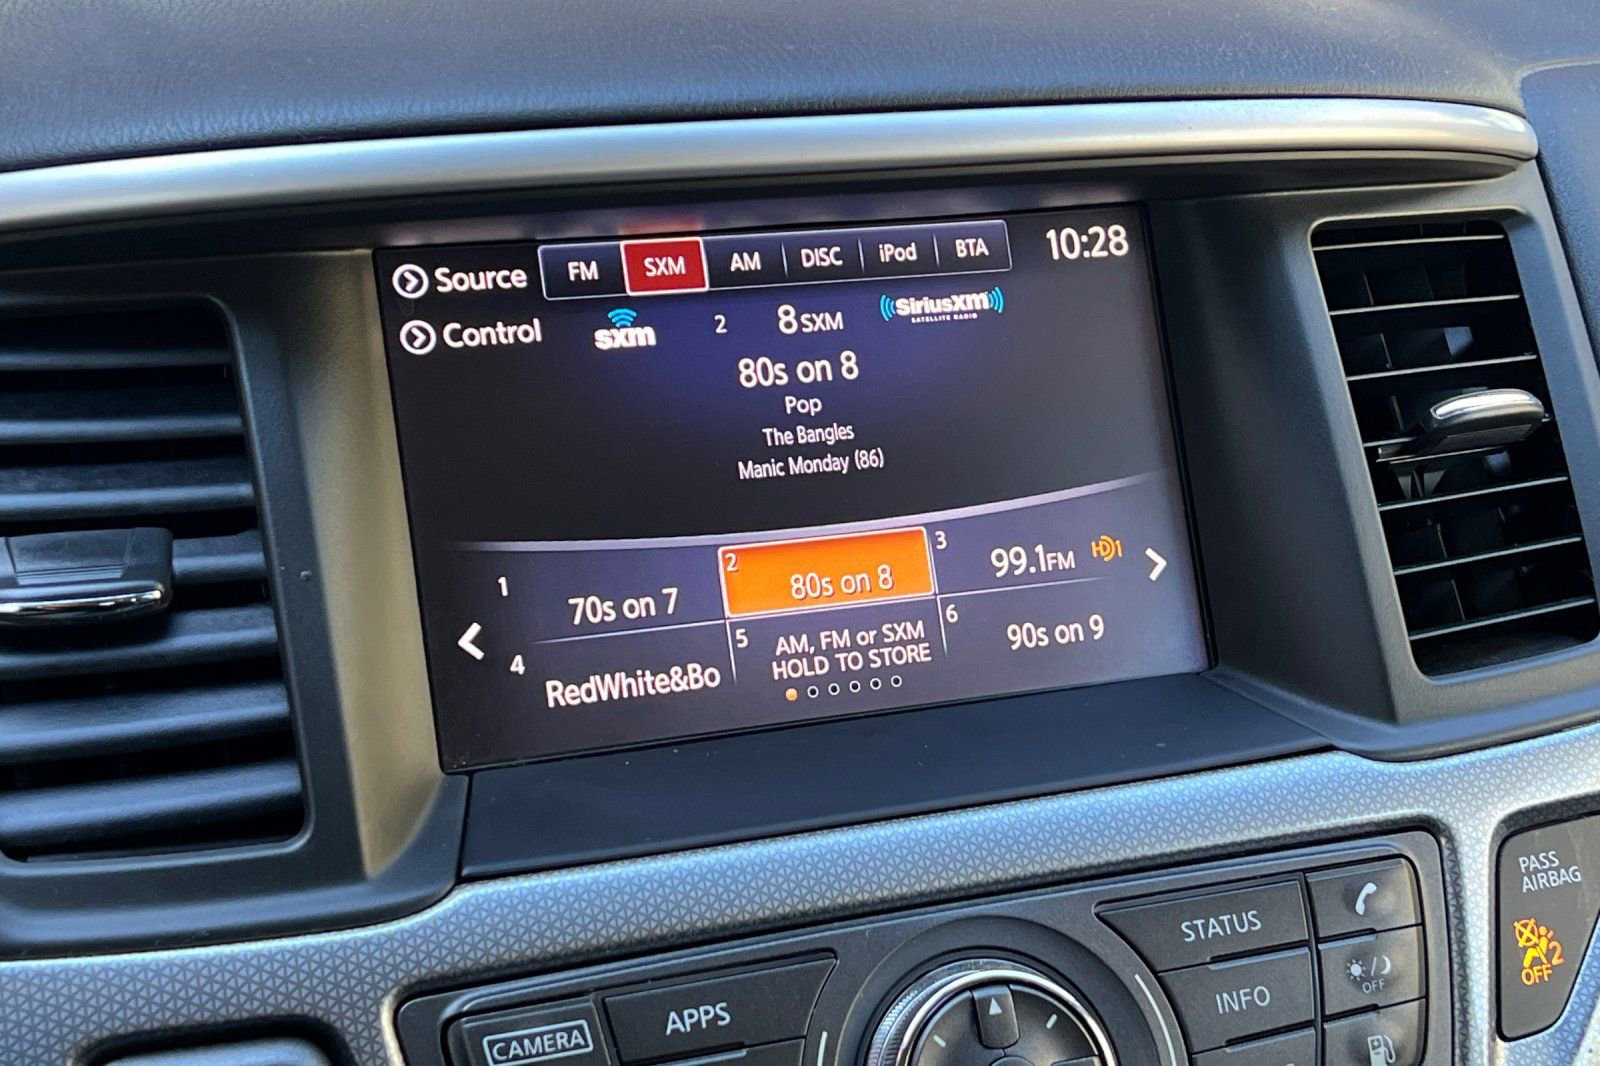 Source FM SXM AM DISC iPod BTA 10:28
Control sxm 2 8 SXM SiriusXM
SATELLITE RADIO
80s on 8
Pop
The Bangles
Manic Monday (86)
1 70s on 7
2 80s on 8
3 99.1FM HD1
4 RedWhite&Bo
5 AM, FM or SXM
HOLD TO STORE
6 90s on 9
PASS
AIRBAG
2
OFF
STATUS
OFF
INFO
APPS
CAMERA